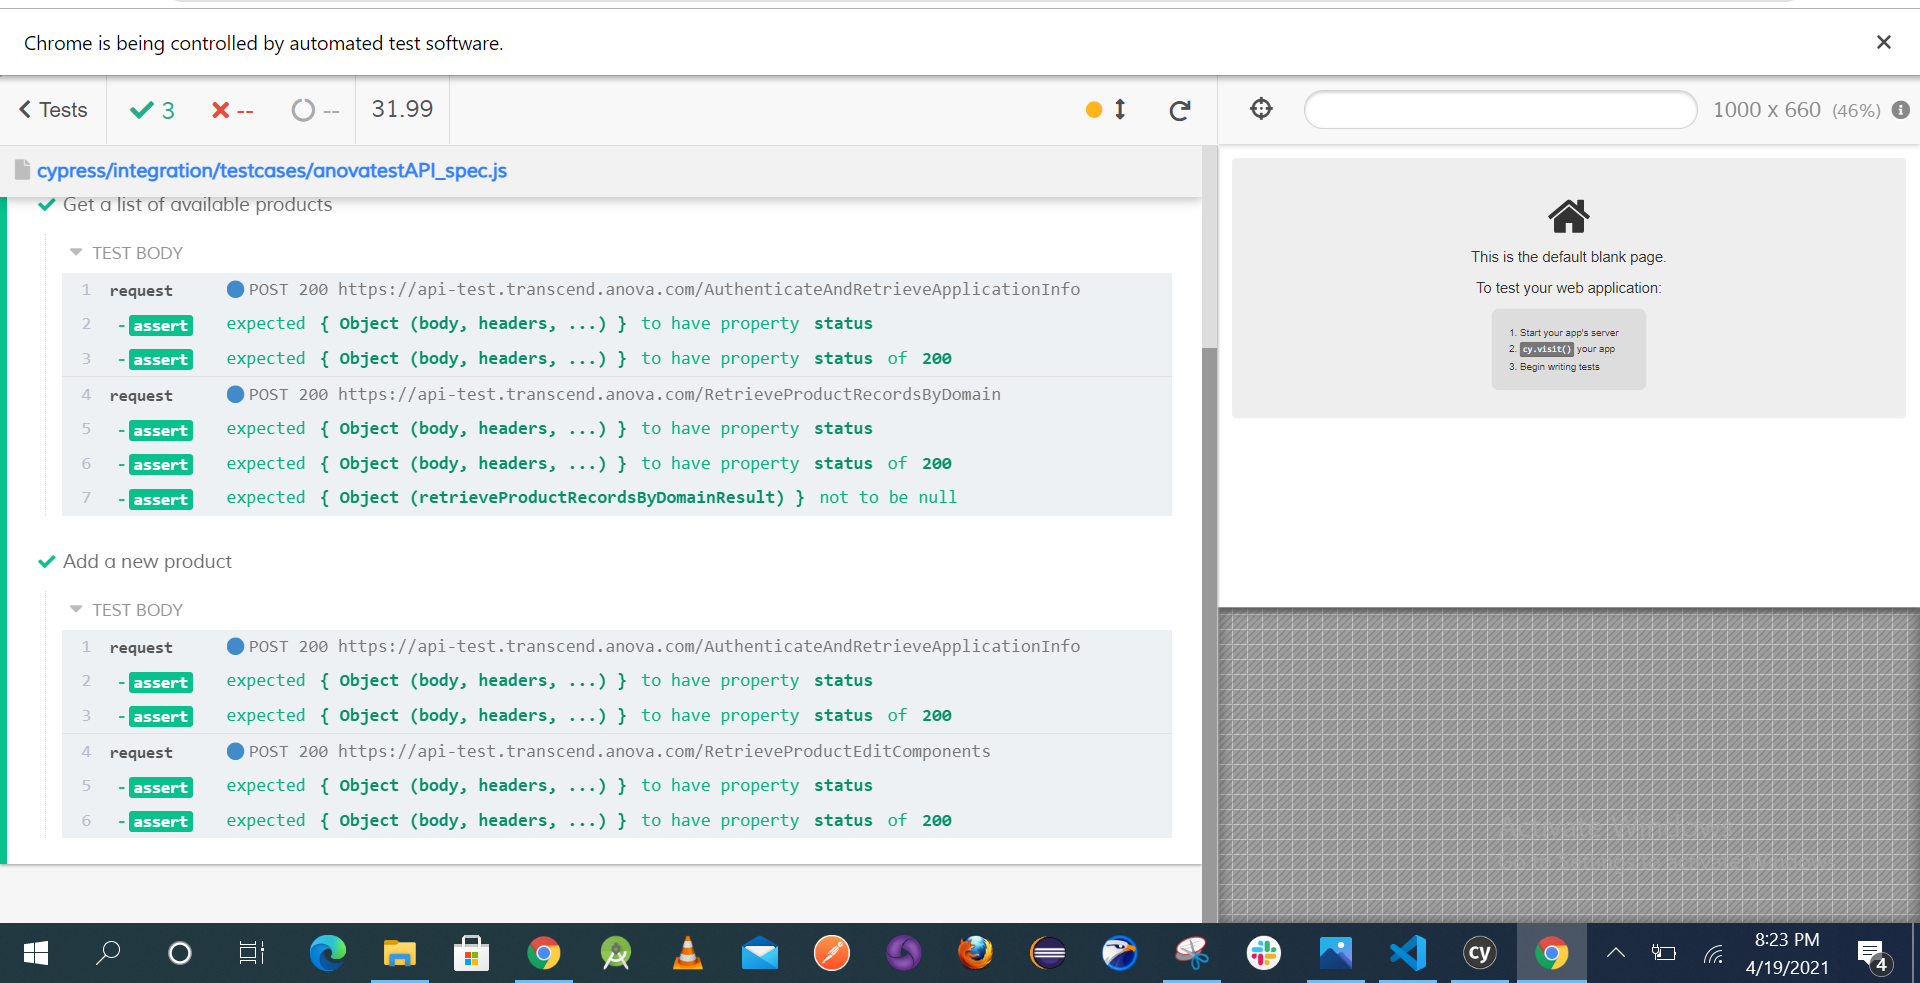 Chrome is being controlled by automated test software.
Tests
3
--
--
31.99
1000 x 660 (46%)
cypress/integration/testcases/anovatestAPI_spec.js
Get a list of available products
TEST BODY
1 request POST 200 https://api-test.transcend.anova.com/AuthenticateAndRetrieveApplicationInfo
2 -assert expected { Object (body, headers, ...) } to have property status
3 -assert expected { Object (body, headers, ...) } to have property status of 200
4 request POST 200 https://api-test.transcend.anova.com/RetrieveProductRecordsByDomain
5 -assert expected { Object (body, headers, ...) } to have property status
6 -assert expected { Object (body, headers, ...) } to have property status of 200
7 -assert expected { Object (retrieveProductRecordsByDomainResult) } not to be null
Add a new product
TEST BODY
1 request POST 200 https://api-test.transcend.anova.com/AuthenticateAndRetrieveApplicationInfo
2 -assert expected { Object (body, headers, ...) } to have property status
3 -assert expected { Object (body, headers, ...) } to have property status of 200
4 request POST 200 https://api-test.transcend.anova.com/RetrieveProductEditComponents
5 -assert expected { Object (body, headers, ...) } to have property status
6 -assert expected { Object (body, headers, ...) } to have property status of 200
This is the default blank page.
To test your web application:
1. Start your app's server
2. cy.visit() your app
3. Begin writing tests
Activate Windows
cy
8:23 PM
4/19/2021
4